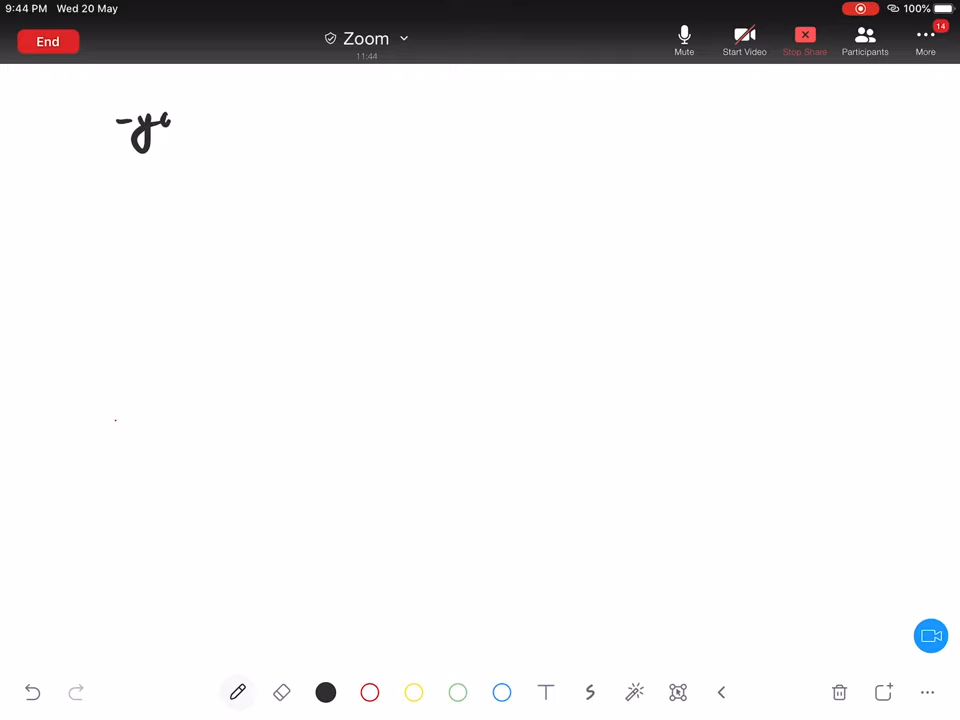 9:44 PM Wed 20 May
100%
End
Zoom
11:44
Mute
Start Video
Stop Share
Participants
14
More
T